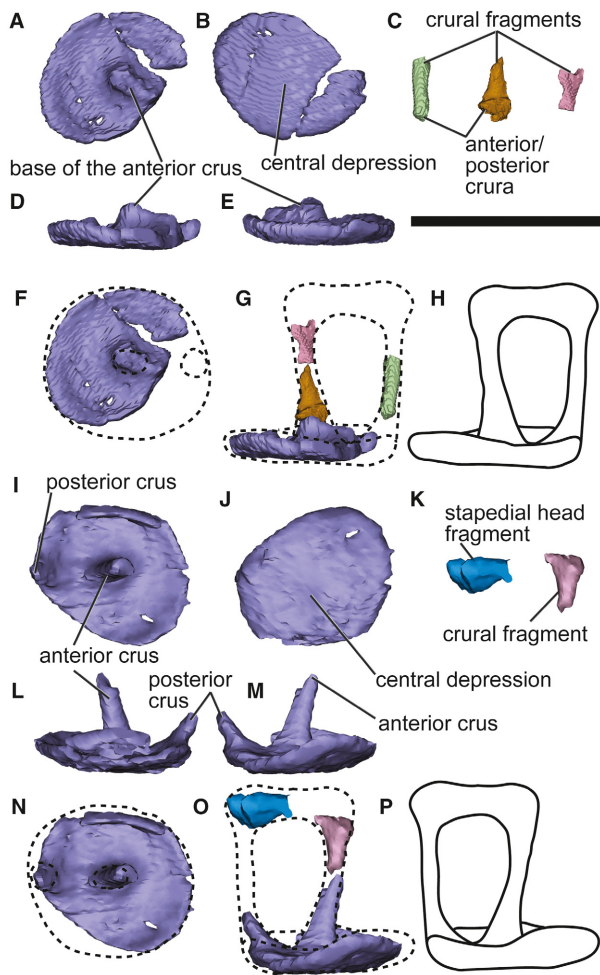 A
B
C
crural fragments
anterior/
posterior
crura
base of the anterior crus
central depression
D
E
F
G
H
I
posterior crus
J
K
stapedial head
fragment
crural fragment
anterior crus
central depression
L
posterior
crus
M
anterior crus
N
O
P